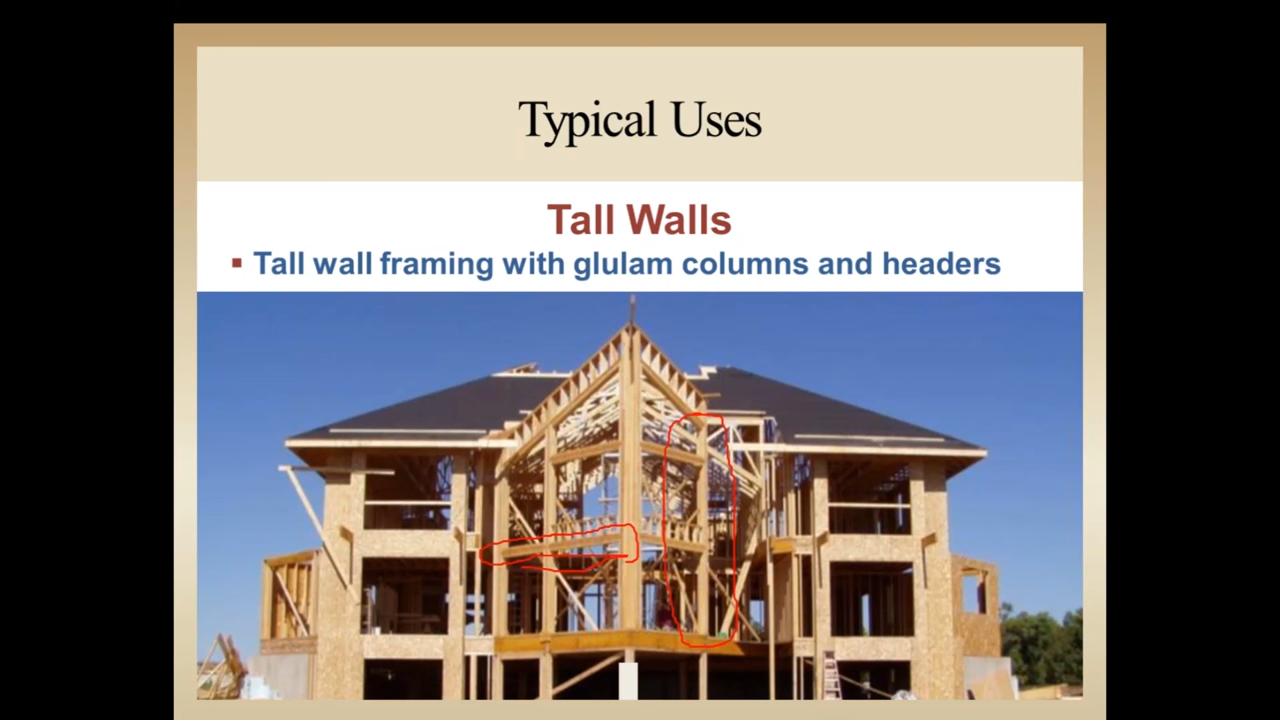 Typical Uses
Tall Walls
▪ Tall wall framing with glulam columns and headers